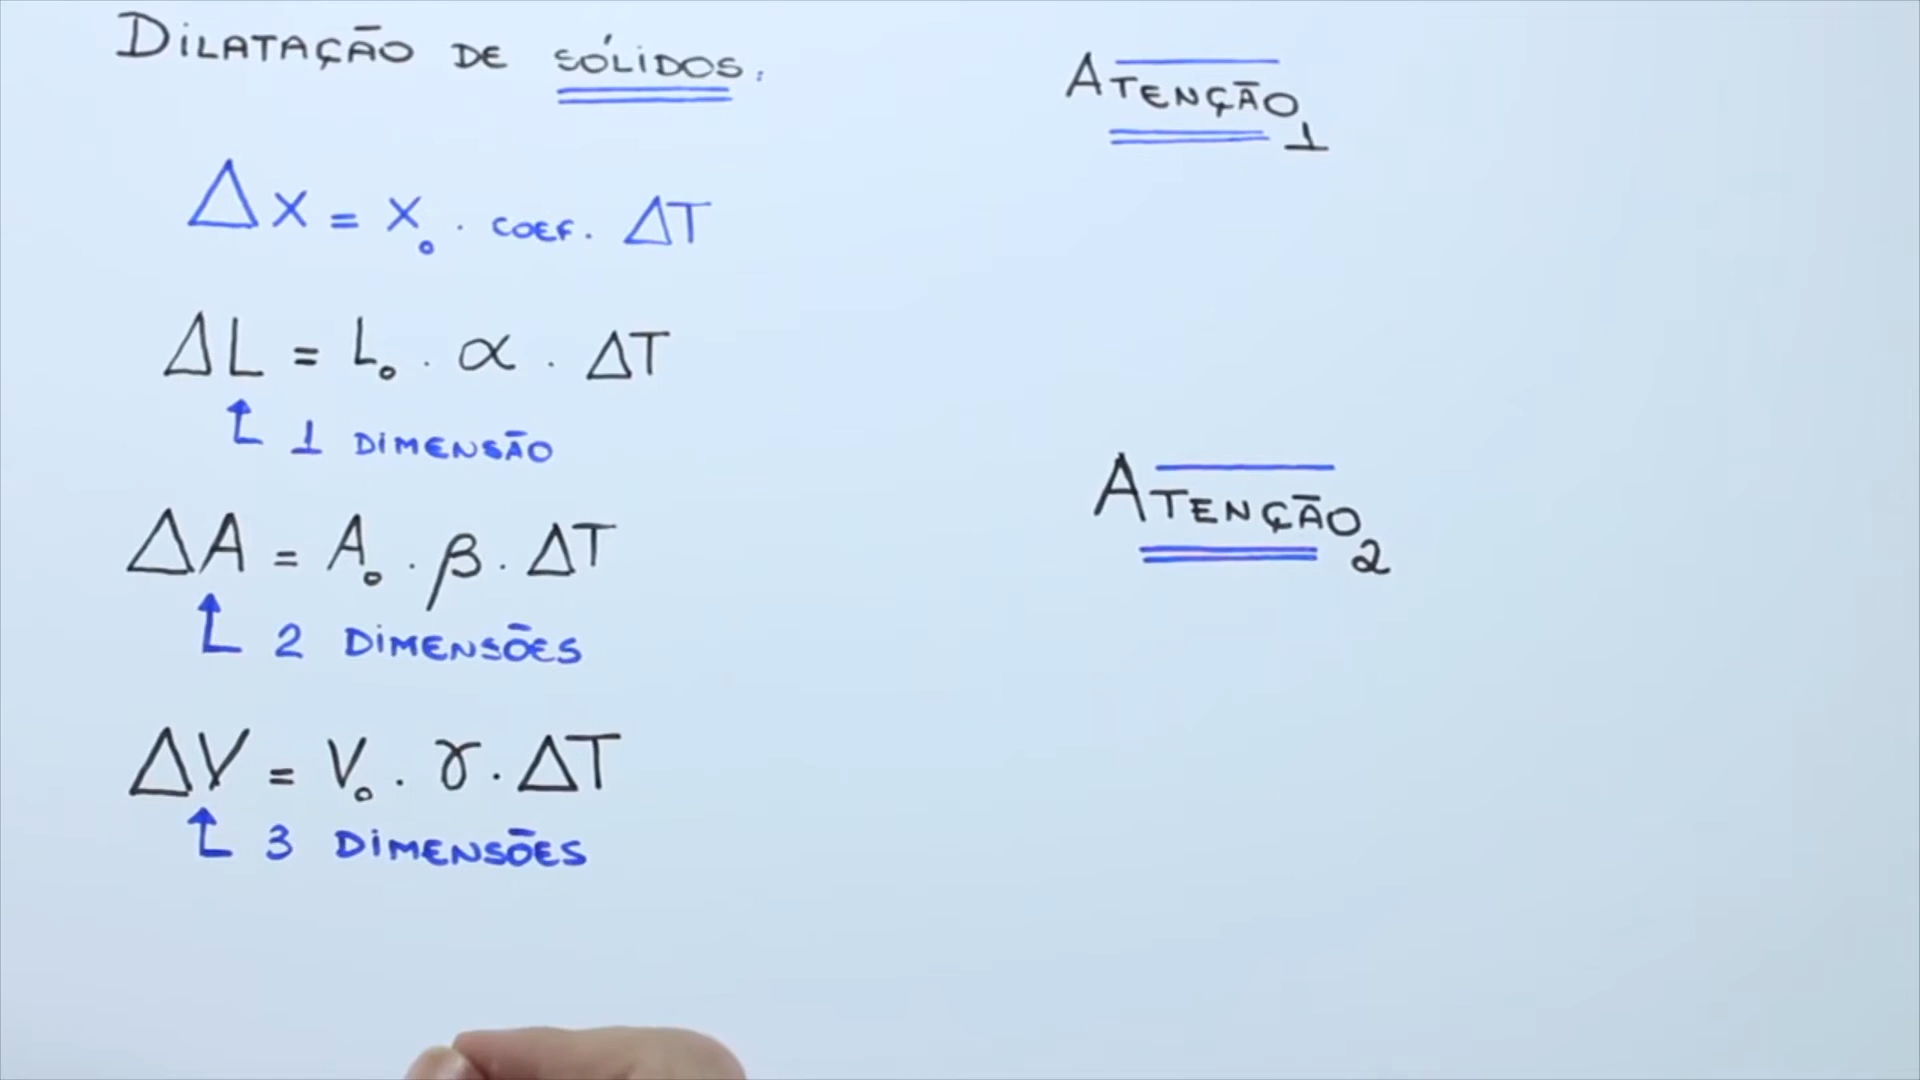 DILATAÇÃO DE SÓLIDOS.
ΔX = X₀ . COEF. ΔT
ΔL = L₀ . α . ΔT
1 DIMENSÃO
ΔA = A₀ . β . ΔT
2 DIMENSÕES
ΔV = V₀ . γ . ΔT
3 DIMENSÕES
ATENÇÃO 1
ATENÇÃO 2